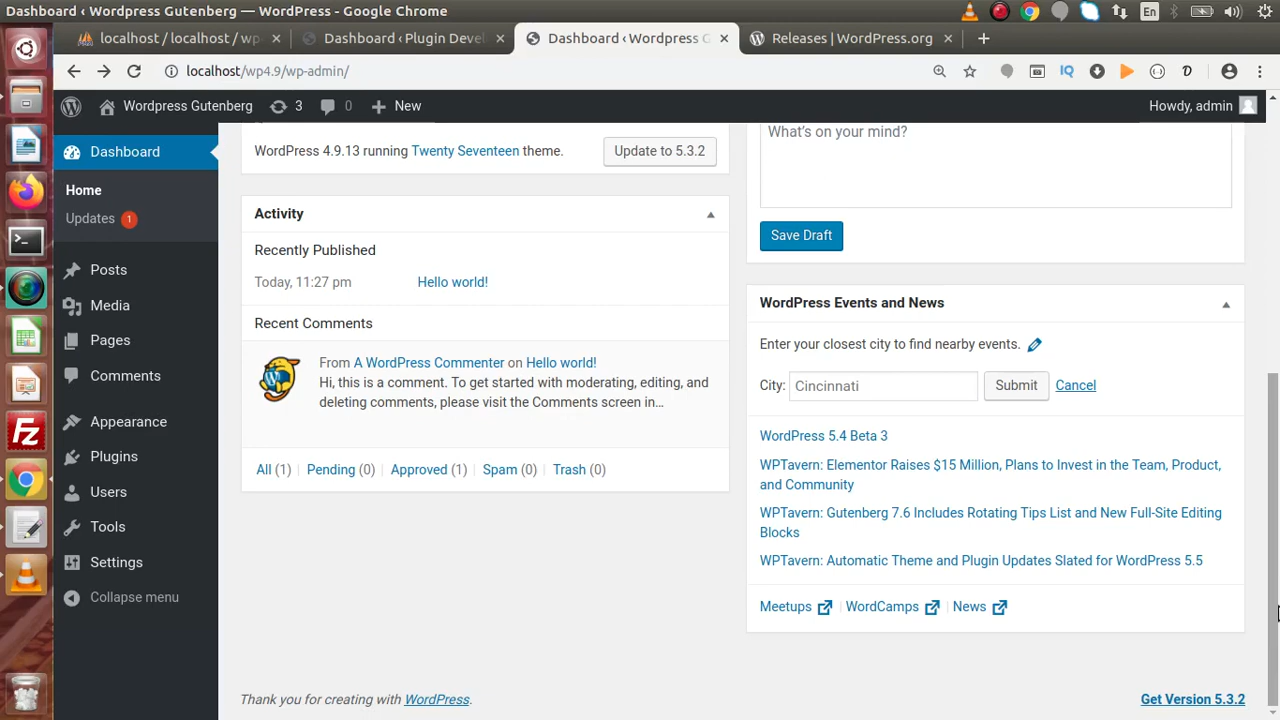 Dashboard ‹ Wordpress Gutenberg — WordPress - Google Chrome
En
localhost / localhost / wp
Dashboard ‹ Plugin Deve
Dashboard ‹ Wordpress G
Releases | WordPress.org
localhost/wp4.9/wp-admin/
IQ
Wordpress Gutenberg
3
0
New
Howdy, admin
Dashboard
Home
Updates 1
Posts
Media
Pages
Comments
Appearance
Plugins
Users
Tools
Settings
Collapse menu
WordPress 4.9.13 running Twenty Seventeen theme.
Update to 5.3.2
Activity
Recently Published
Today, 11:27 pm
Hello world!
Recent Comments
From A WordPress Commenter on Hello world!
Hi, this is a comment. To get started with moderating, editing, and
deleting comments, please visit the Comments screen in…
All (1) | Pending (0) | Approved (1) | Spam (0) | Trash (0)
What's on your mind?
Save Draft
WordPress Events and News
Enter your closest city to find nearby events.
City: Cincinnati Submit Cancel
WordPress 5.4 Beta 3
WPTavern: Elementor Raises $15 Million, Plans to Invest in the Team, Product,
and Community
WPTavern: Gutenberg 7.6 Includes Rotating Tips List and New Full-Site Editing
Blocks
WPTavern: Automatic Theme and Plugin Updates Slated for WordPress 5.5
Meetups | WordCamps | News
Thank you for creating with WordPress.
Get Version 5.3.2